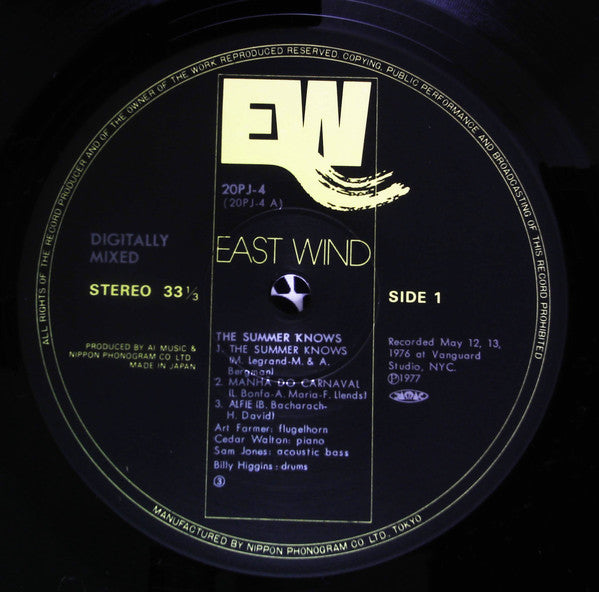 ALL RIGHTS OF THE RECORD PRODUCER AND OF THE OWNER OF THE WORK REPRODUCED RESERVED. COPYING, PUBLIC PERFORMANCE AND BROADCASTING OF THIS RECORD PROHIBITED
EW
20PJ-4
(20PJ-4 A)
EAST WIND
DIGITALLY
MIXED
STEREO 33 1/3
SIDE 1
PRODUCED BY AI MUSIC &
NIPPON PHONOGRAM CO LTD.
MADE IN JAPAN
THE SUMMER KNOWS
1. THE SUMMER KNOWS
(M. Legrand-M. & A.
Bergman)
2. MANHA DO CARNAVAL
(L. Bonfa-A. Maria-F. Llends)
3. ALFIE (B. Bacharach-
H. David)
Art Farmer: flugelhorn
Cedar Walton: piano
Sam Jones: acoustic bass
Billy Higgins: drums
③
Recorded May 12, 13,
1976 at Vanguard
Studio, NYC.
Ⓟ1977
MANUFACTURED BY NIPPON PHONOGRAM CO. LTD., TOKYO